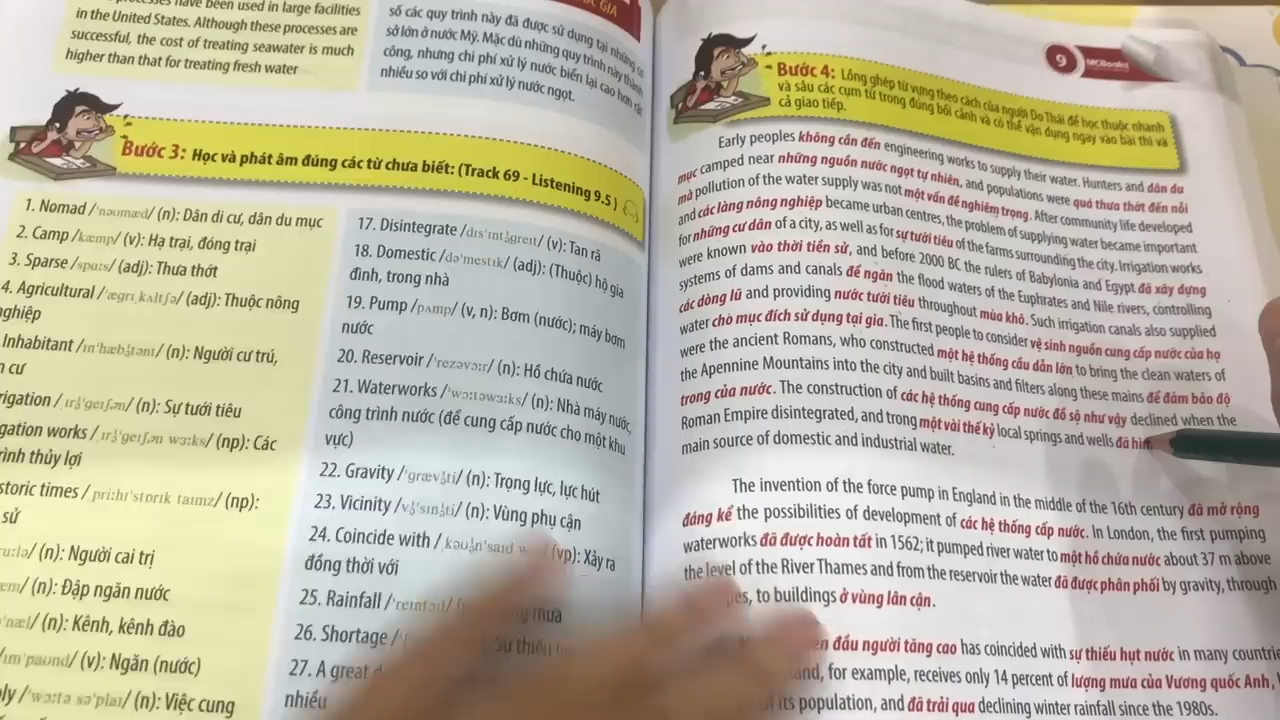 have been used in large facilities
in the United States. Although these processes are
successful, the cost of treating seawater is much
higher than that for treating fresh water
số các quy trình này đã được sử dụng tại những cơ
sở lớn ở nước Mỹ. Mặc dù những quy trình này thành
công, nhưng chi phí xử lý nước biển lại cao hơn rất
nhiều so với chi phí xử lý nước ngọt.
Bước 3: Học và phát âm đúng các từ chưa biết: (Track 69 - Listening 9.5)
1. Nomad /ˈnəʊmæd/ (n): Dân di cư, dân du mục
2. Camp /kæmp/ (v): Hạ trại, đóng trại
3. Sparse /spɑːs/ (adj): Thưa thớt
4. Agricultural /ˌæɡrɪˈkʌltʃə/ (adj): Thuộc nông
nghiệp
Inhabitant /ɪnˈhæbɪ̯tənt/ (n): Người cư trú,
cư
/ˌɪrɪ̯ˈɡeɪʃən/ (n): Sự tưới tiêu
works /ˌɪrɪ̯ˈɡeɪʃən wɜːks/ (np): Các
trình thủy lợi
times /ˌpriːhɪˈstɒrɪk taɪmz/ (np):
sử
(n): Người cai trị
(n): Đập ngăn nước
(n): Kênh, kênh đào
(v): Ngăn (nước)
/ˈwɔːtə səˈplaɪ/ (n): Việc cung
17. Disintegrate /dɪsˈɪntɪ̯ɡreɪt/ (v): Tan rã
18. Domestic /dəˈmestɪk/ (adj): (Thuộc) hộ gia
đình, trong nhà
19. Pump /pʌmp/ (v, n): Bơm (nước); máy bơm
nước
20. Reservoir /ˈrezəvɔːr/ (n): Hồ chứa nước
21. Waterworks /ˈwɔːtəwɜːks/ (n): Nhà máy nước,
công trình nước (để cung cấp nước cho một khu
vực)
22. Gravity /ˈɡrævɪ̯ti/ (n): Trọng lực, lực hút
23. Vicinity /vɪ̯ˈsɪnɪ̯ti/ (n): Vùng phụ cận
24. Coincide with (vp): Xảy ra
đồng thời với
25. Rainfall mưa
26. Shortage Sự thiếu
27. A great
nhiều
9 MCBooks
Bước 4: Lồng ghép từ vựng theo cách của người Do Thái để học thuộc nhanh
và sâu các cụm từ trong đúng bối cảnh và có thể vận dụng ngay vào bài thi và
cả giao tiếp.
Early peoples không cần đến engineering works to supply their water. Hunters and dân du
mục camped near những nguồn nước ngọt tự nhiên, and populations were quá thưa thớt đến nỗi
mà pollution of the water supply was not một vấn đề nghiêm trọng. After community life developed
and các làng nông nghiệp became urban centres, the problem of supplying water became important
for những cư dân of a city, as well as for sự tưới tiêu of the farms surrounding the city. Irrigation works
were known vào thời tiền sử, and before 2000 BC the rulers of Babylonia and Egypt đã xây dựng
systems of dams and canals để ngăn the flood waters of the Euphrates and Nile rivers, controlling
các dòng lũ and providing nước tưới tiêu throughout mùa khô. Such irrigation canals also supplied
water chò mục đích sử dụng tại gia. The first people to consider vệ sinh nguồn cung cấp nước của họ
were the ancient Romans, who constructed một hệ thống cầu dẫn lớn to bring the clean waters of
the Apennine Mountains into the city and built basins and filters along these mains để đảm bảo độ
trong của nước. The construction of các hệ thống cung cấp nước đồ sộ như vậy declined when the
Roman Empire disintegrated, and trong một vài thế kỷ local springs and wells đã
main source of domestic and industrial water.
The invention of the force pump in England in the middle of the 16th century đã mở rộng
đáng kể the possibilities of development of các hệ thống cấp nước. In London, the first pumping
waterworks đã được hoàn tất in 1562; it pumped river water to một hồ chứa nước about 37 m above
the level of the River Thames and from the reservoir the water đã được phân phối by gravity, through
to buildings ở vùng lân cận.
đầu người tăng cao has coincided with sự thiếu hụt nước in many
for example, receives only 14 percent of lượng mưa của Vương quốc Anh,
its population, and đã trải qua declining winter rainfall since the 1980s.